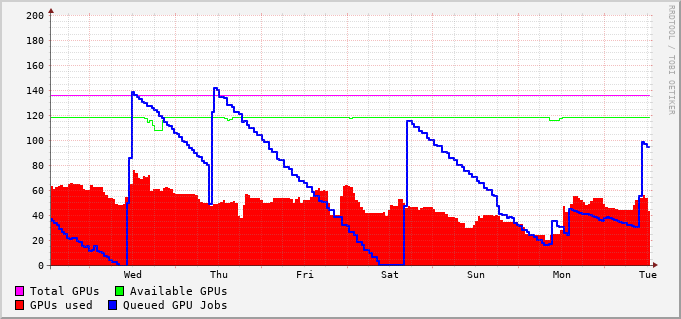 200
180
160
140
120
100
80
60
40
20
0
Wed Thu Fri Sat Sun Mon Tue
Total GPUs Available GPUs
GPUs used Queued GPU Jobs
RRDTOOL / TOBI OETIKER